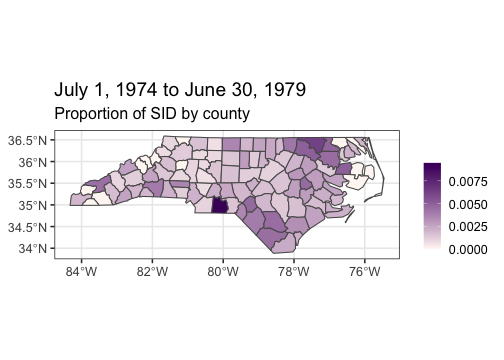 July 1, 1974 to June 30, 1979
Proportion of SID by county
36.5°N
36°N
35.5°N
35°N
34.5°N
34°N
84°W 82°W 80°W 78°W 76°W
0.0075
0.0050
0.0025
0.0000